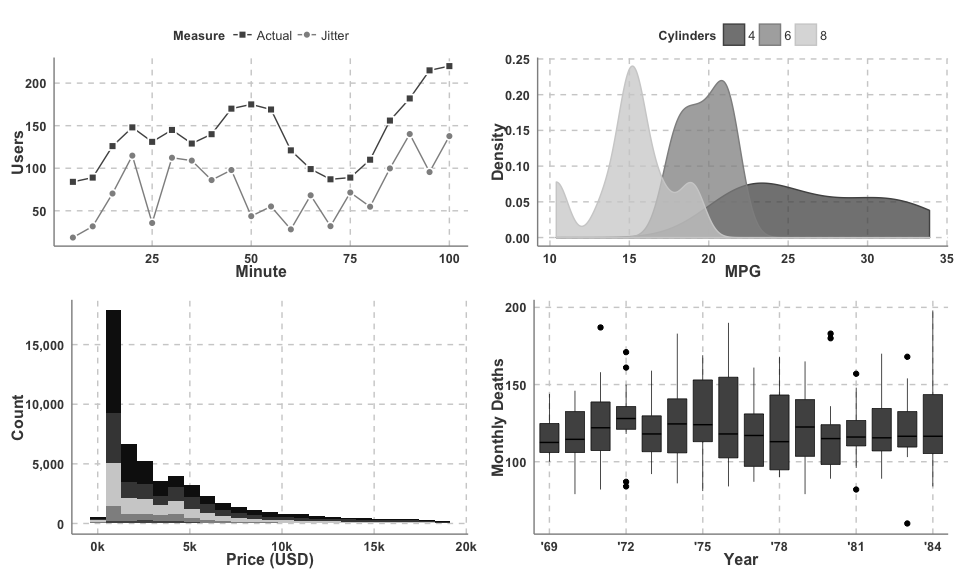 Measure Actual Jitter
200
150
100
50
Users
25 50 75 100
Minute
Cylinders 4 6 8
0.25
0.20
0.15
0.10
0.05
0.00
Density
10 15 20 25 30 35
MPG
15,000
10,000
5,000
0
Count
0k 5k 10k 15k 20k
Price (USD)
200
150
100
Monthly Deaths
'69 '72 '75 '78 '81 '84
Year